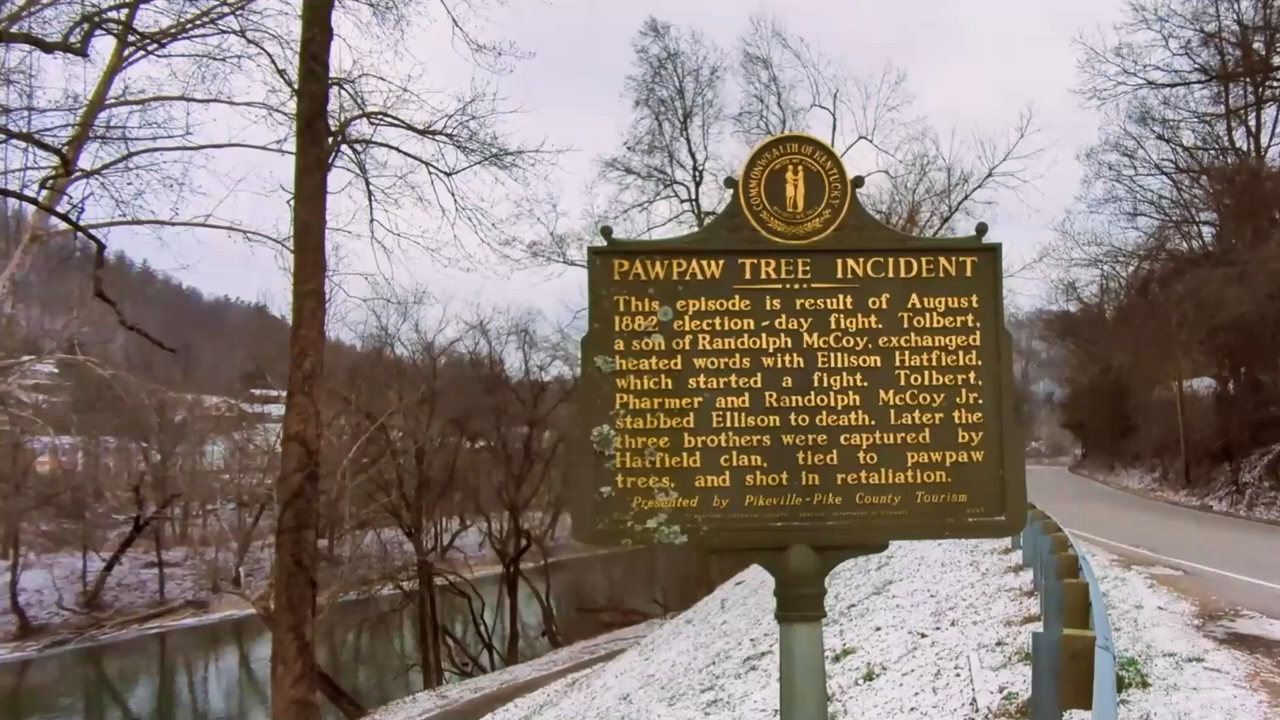 COMMONWEALTH OF KENTUCKY
PAWPAW TREE INCIDENT
This episode is result of August
1882 election-day fight. Tolbert,
a son of Randolph McCoy, exchanged
heated words with Ellison Hatfield,
which started a fight. Tolbert,
Pharmer and Randolph McCoy Jr.
stabbed Ellison to death. Later the
three brothers were captured by
Hatfield clan, tied to pawpaw
trees, and shot in retaliation.
Presented by Pikeville-Pike County Tourism